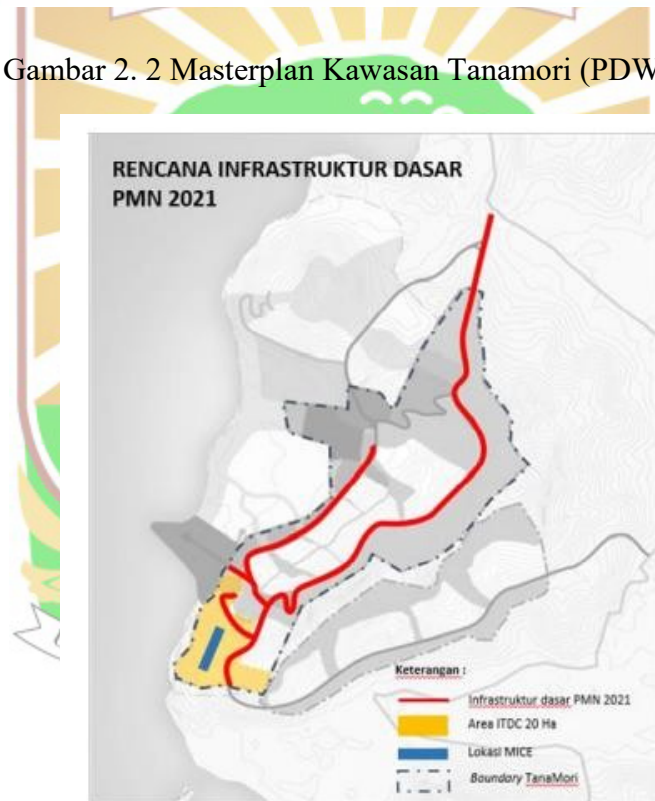 Gambar 2. 2 Masterplan Kawasan Tanamori (PDW
RENCANA INFRASTRUKTUR DASAR
PMN 2021
Keterangan :
Infrastruktur dasar PMN 2021
Area ITDC 20 Ha
Lokasi MICE
Boundary TanaMori